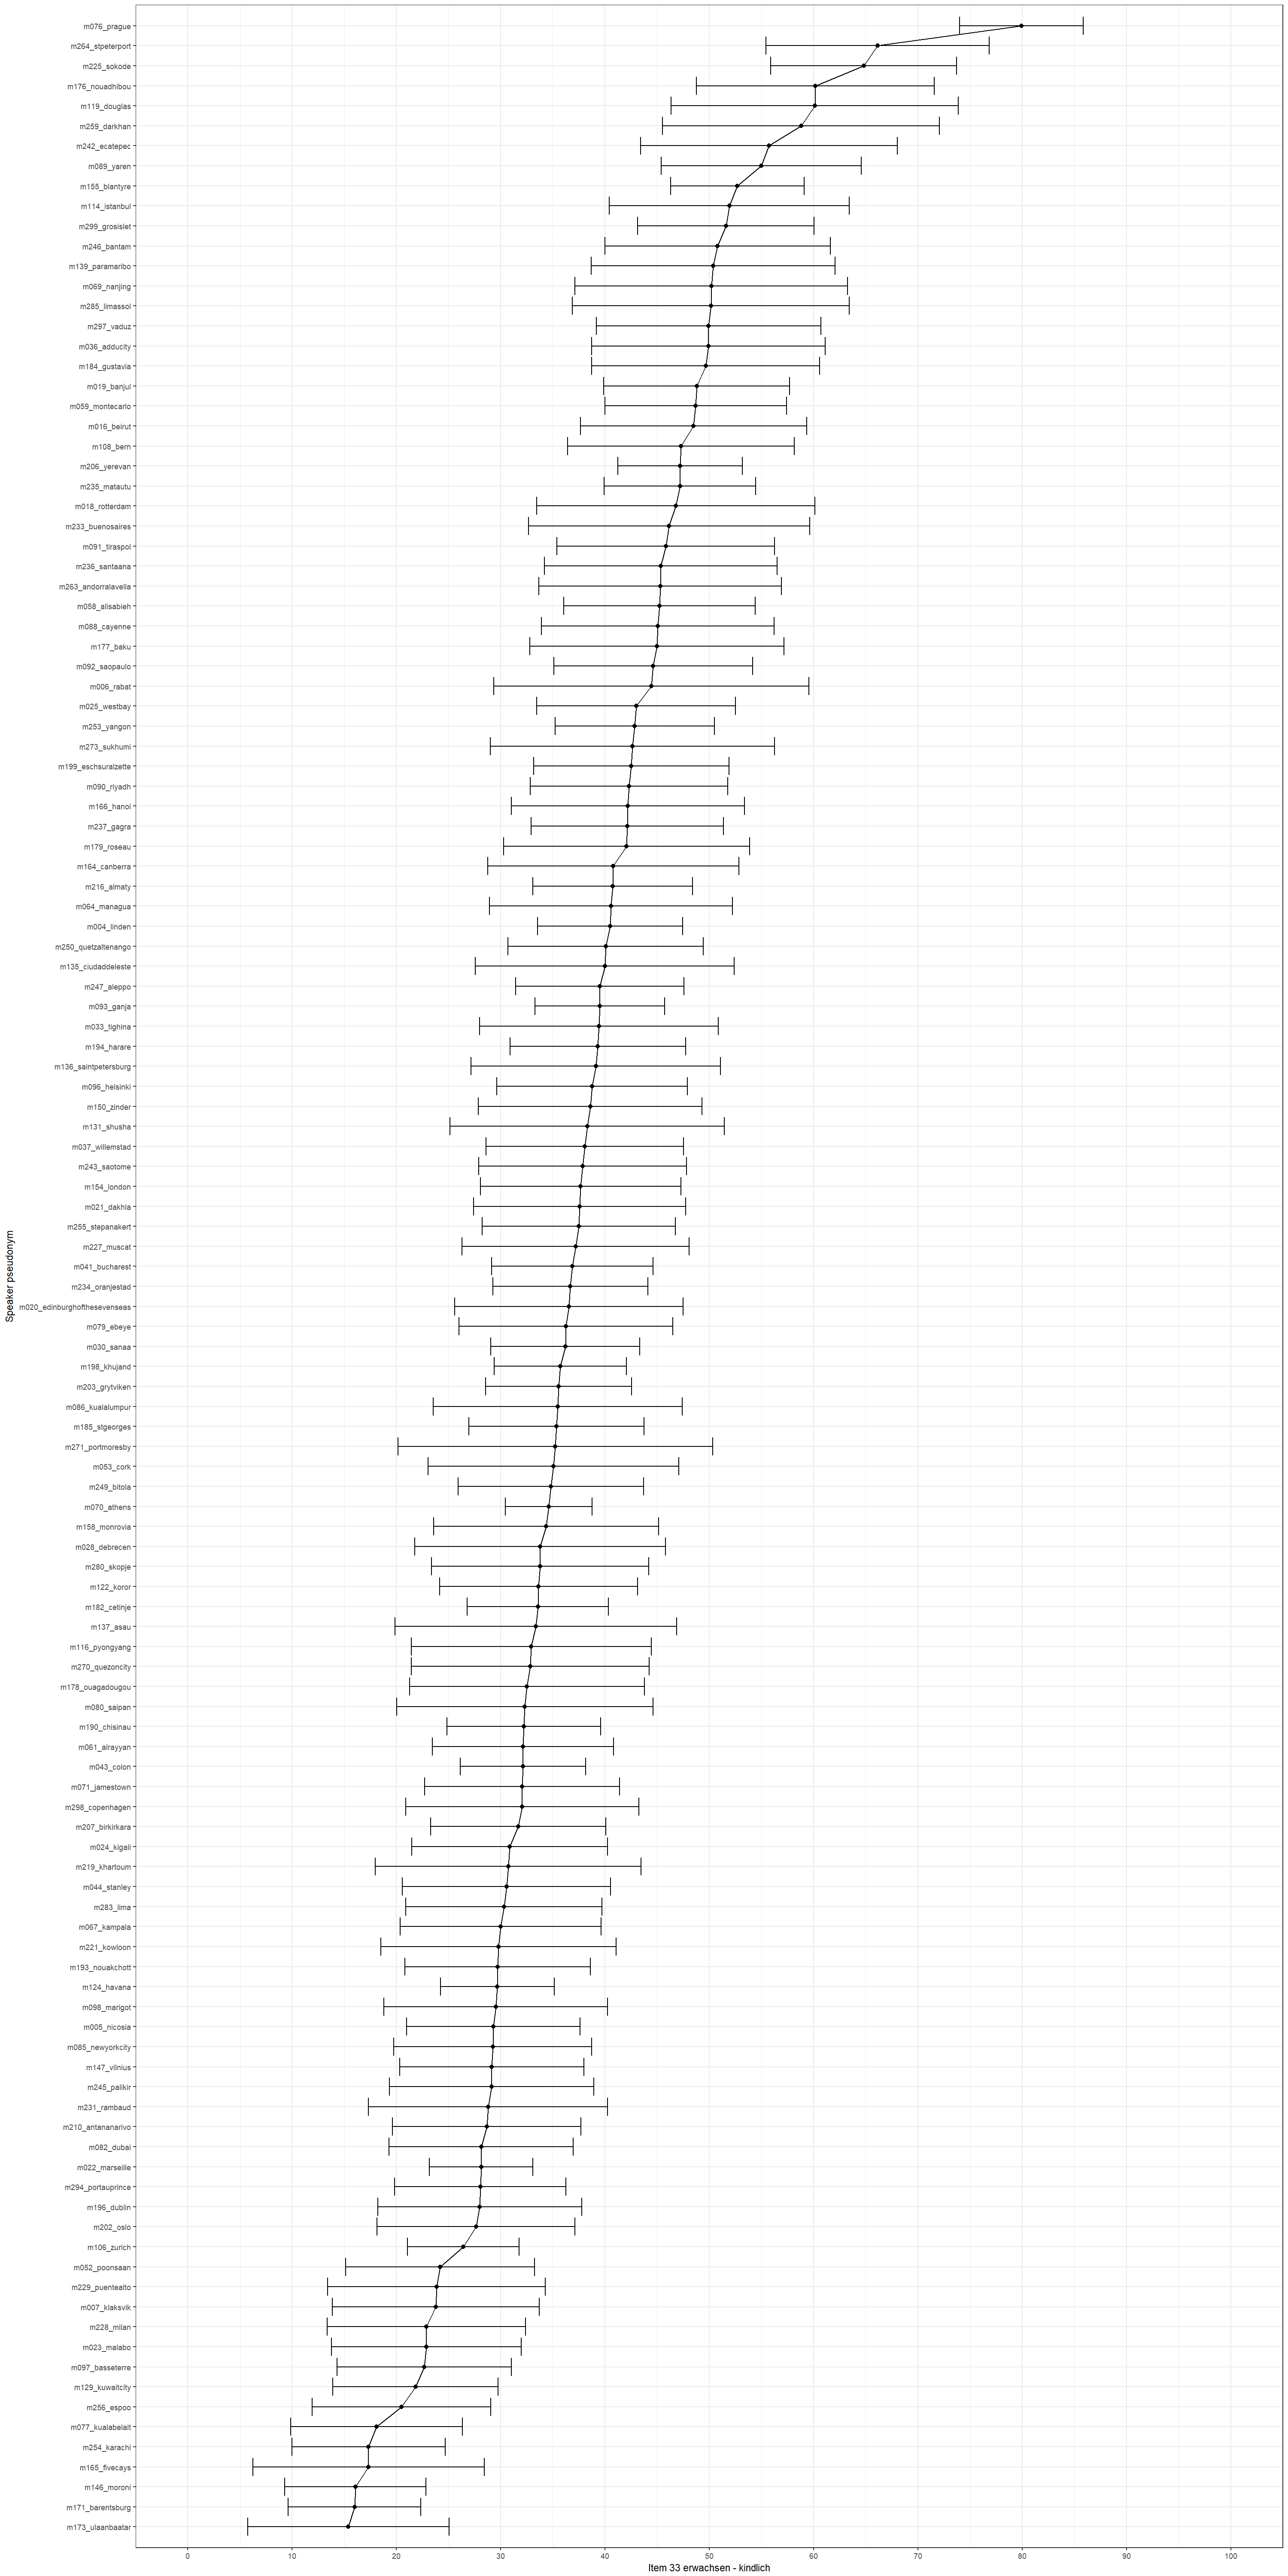 m076_prague
m264_stpeterport
m225_sokode
m176_nouadhibou
m119_douglas
m259_darkhan
m242_ecatepec
m089_yaren
m155_blantyre
m114_istanbul
m299_grosislet
m246_bantam
m139_paramaribo
m069_nanjing
m285_limassol
m297_vaduz
m036_adducity
m184_gustavia
m019_banjul
m059_montecarlo
m016_beirut
m108_bern
m206_yerevan
m235_matautu
m018_rotterdam
m233_buenosaires
m091_tiraspol
m236_santaana
m263_andorralavella
m058_alisabieh
m088_cayenne
m177_baku
m092_saopaulo
m006_rabat
m025_westbay
m253_yangon
m273_sukhumi
m199_eschsuralzette
m090_riyadh
m166_hanoi
m237_gagra
m179_roseau
m164_canberra
m216_almaty
m064_managua
m004_linden
m250_quetzaltenango
m135_ciudaddeleste
m247_aleppo
m093_ganja
m033_tighina
m194_harare
m136_saintpetersburg
m096_helsinki
m150_zinder
m131_shusha
m037_willemstad
m243_saotome
m154_london
m021_dakhla
m255_stepanakert
m227_muscat
m041_bucharest
m234_oranjestad
m020_edinburghofthesevenseas
m079_ebeye
m030_sanaa
m198_khujand
m203_grytviken
m086_kualalumpur
m185_stgeorges
m271_portmoresby
m053_cork
m249_bitola
m070_athens
m158_monrovia
m028_debrecen
m280_skopje
m122_koror
m182_cetinje
m137_asau
m116_pyongyang
m270_quezoncity
m178_ouagadougou
m080_saipan
m190_chisinau
m061_alrayyan
m043_colon
m071_jamestown
m298_copenhagen
m207_birkirkara
m024_kigali
m219_khartoum
m044_stanley
m283_lima
m067_kampala
m221_kowloon
m193_nouakchott
m124_havana
m098_marigot
m005_nicosia
m085_newyorkcity
m147_vilnius
m245_palikir
m231_rambaud
m210_antananarivo
m082_dubai
m022_marseille
m294_portauprince
m196_dublin
m202_oslo
m106_zurich
m052_poonsaan
m229_puentealto
m007_klaksvik
m228_milan
m023_malabo
m097_basseterre
m129_kuwaitcity
m256_espoo
m077_kualabelait
m254_karachi
m165_fivecays
m146_moroni
m171_barentsburg
m173_ulaanbaatar
Speaker pseudonym
0 10 20 30 40 50 60 70 80 90 100
Item 33 erwachsen - kindlich